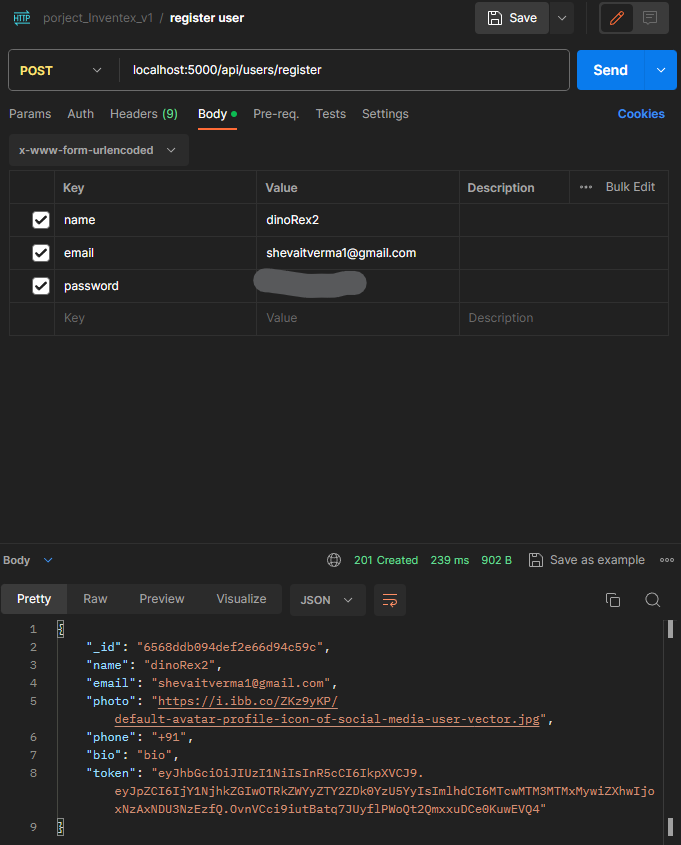 HTTP porject_Inventex_v1 / register user Save
POST localhost:5000/api/users/register Send
Params Auth Headers (9) Body Pre-req. Tests Settings Cookies
x-www-form-urlencoded
Key Value Description Bulk Edit
name dinoRex2
email shevaitverma1@gmail.com
password
Key Value Description
Body 201 Created 239 ms 902 B Save as example
Pretty Raw Preview Visualize JSON
1 {
2 "_id": "6568ddb094def2e66d94c59c",
3 "name": "dinoRex2",
4 "email": "shevaitverma1@gmail.com",
5 "photo": "https://i.ibb.co/ZKz9yKP/
default-avatar-profile-icon-of-social-media-user-vector.jpg",
6 "phone": "+91",
7 "bio": "bio",
8 "token": "eyJhbGciOiJIUzI1NiIsInR5cCI6IkpXVCJ9.
eyJpZCI6IjY1NjhkZGIwOTRkZWYyZTY2ZDk0YzU5YyIsImlhdCI6MTcwMTM3MTMxMywiZXhwIjo
xNzAxNDU3NzEzfQ.OvnVCci9iutBatq7JUyflPWoQt2QmxxuDCe0KuwEVQ4"
9 }